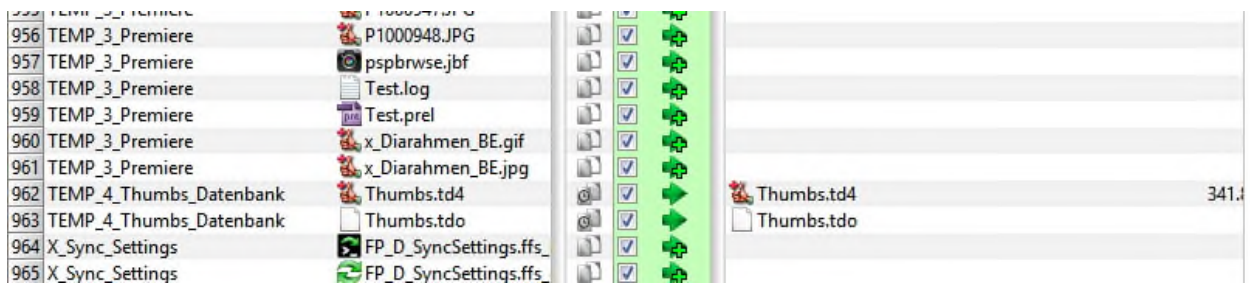 956 TEMP_3_Premiere P1000948.JPG
957 TEMP_3_Premiere pspbrwse.jbf
958 TEMP_3_Premiere Test.log
959 TEMP_3_Premiere Test.prel
960 TEMP_3_Premiere x_Diarahmen_BE.gif
961 TEMP_3_Premiere x_Diarahmen_BE.jpg
962 TEMP_4_Thumbs_Datenbank Thumbs.td4 Thumbs.td4 341.8
963 TEMP_4_Thumbs_Datenbank Thumbs.tdo Thumbs.tdo
964 X_Sync_Settings FP_D_SyncSettings.ffs_
965 X_Sync_Settings FP_D_SyncSettings.ffs_